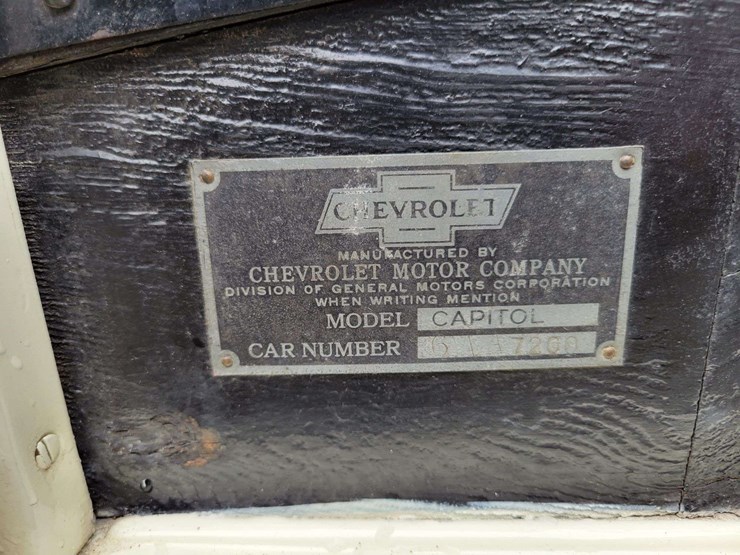 CHEVROLET
MANUFACTURED BY
CHEVROLET MOTOR COMPANY
DIVISION OF GENERAL MOTORS CORPORATION
WHEN WRITING MENTION
MODEL CAPITOL
CAR NUMBER